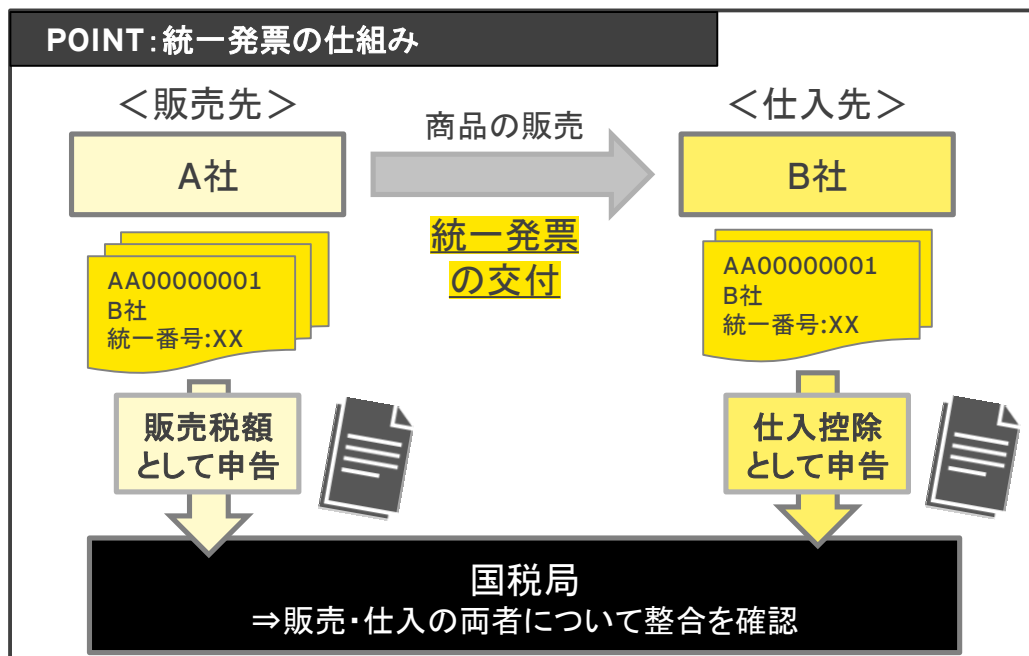 POINT：統一発票の仕組み
＜販売先＞
商品の販売
＜仕入先＞
A社
B社
統一発票
の交付
AA00000001
B社
統一番号:XX
AA00000001
B社
統一番号:XX
販売税額
として申告
仕入控除
として申告
国税局
⇒販売・仕入の両者について整合を確認